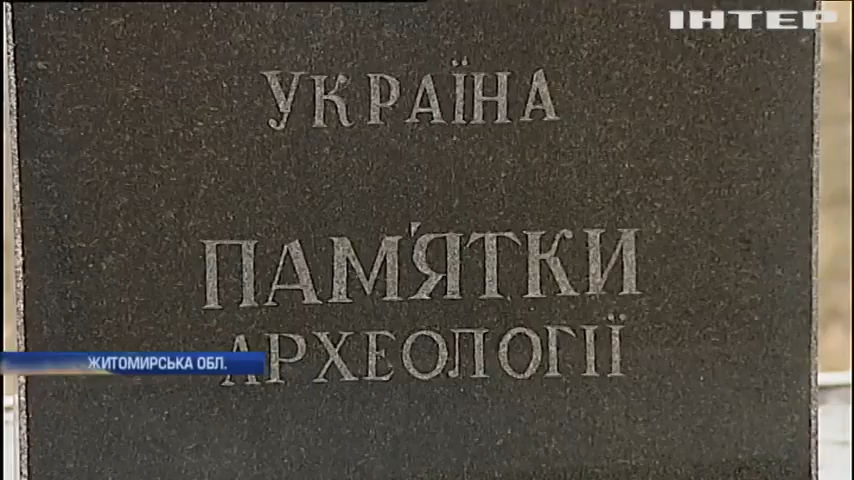 ІНТЕР
УКРАЇНА
ПАМ'ЯТКИ
АРХЕОЛОГІЇ
ЖИТОМИРСЬКА ОБЛ.